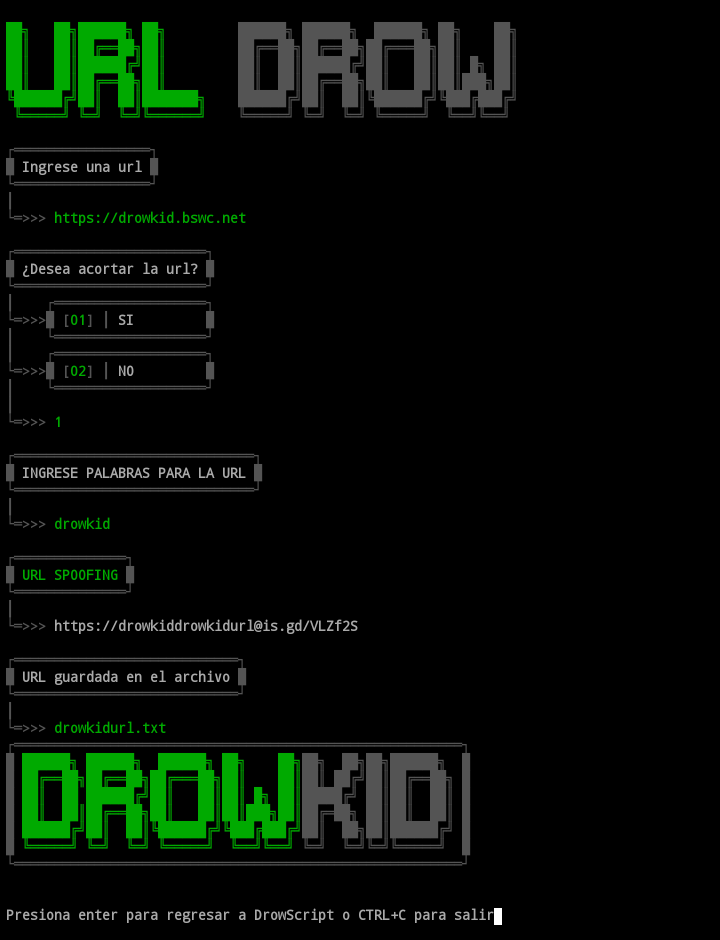 URL DROW
Ingrese una url
>>> https://drowkid.bswc.net
¿Desea acortar la url?
>>> [01] | SI
>>> [02] | NO
>>> 1
INGRESE PALABRAS PARA LA URL
>>> drowkid
URL SPOOFING
>>> https://drowkiddrowkidurl@is.gd/VLZf2S
URL guardada en el archivo
>>> drowkidurl.txt
DROWKID
Presiona enter para regresar a DrowScript o CTRL+C para salir